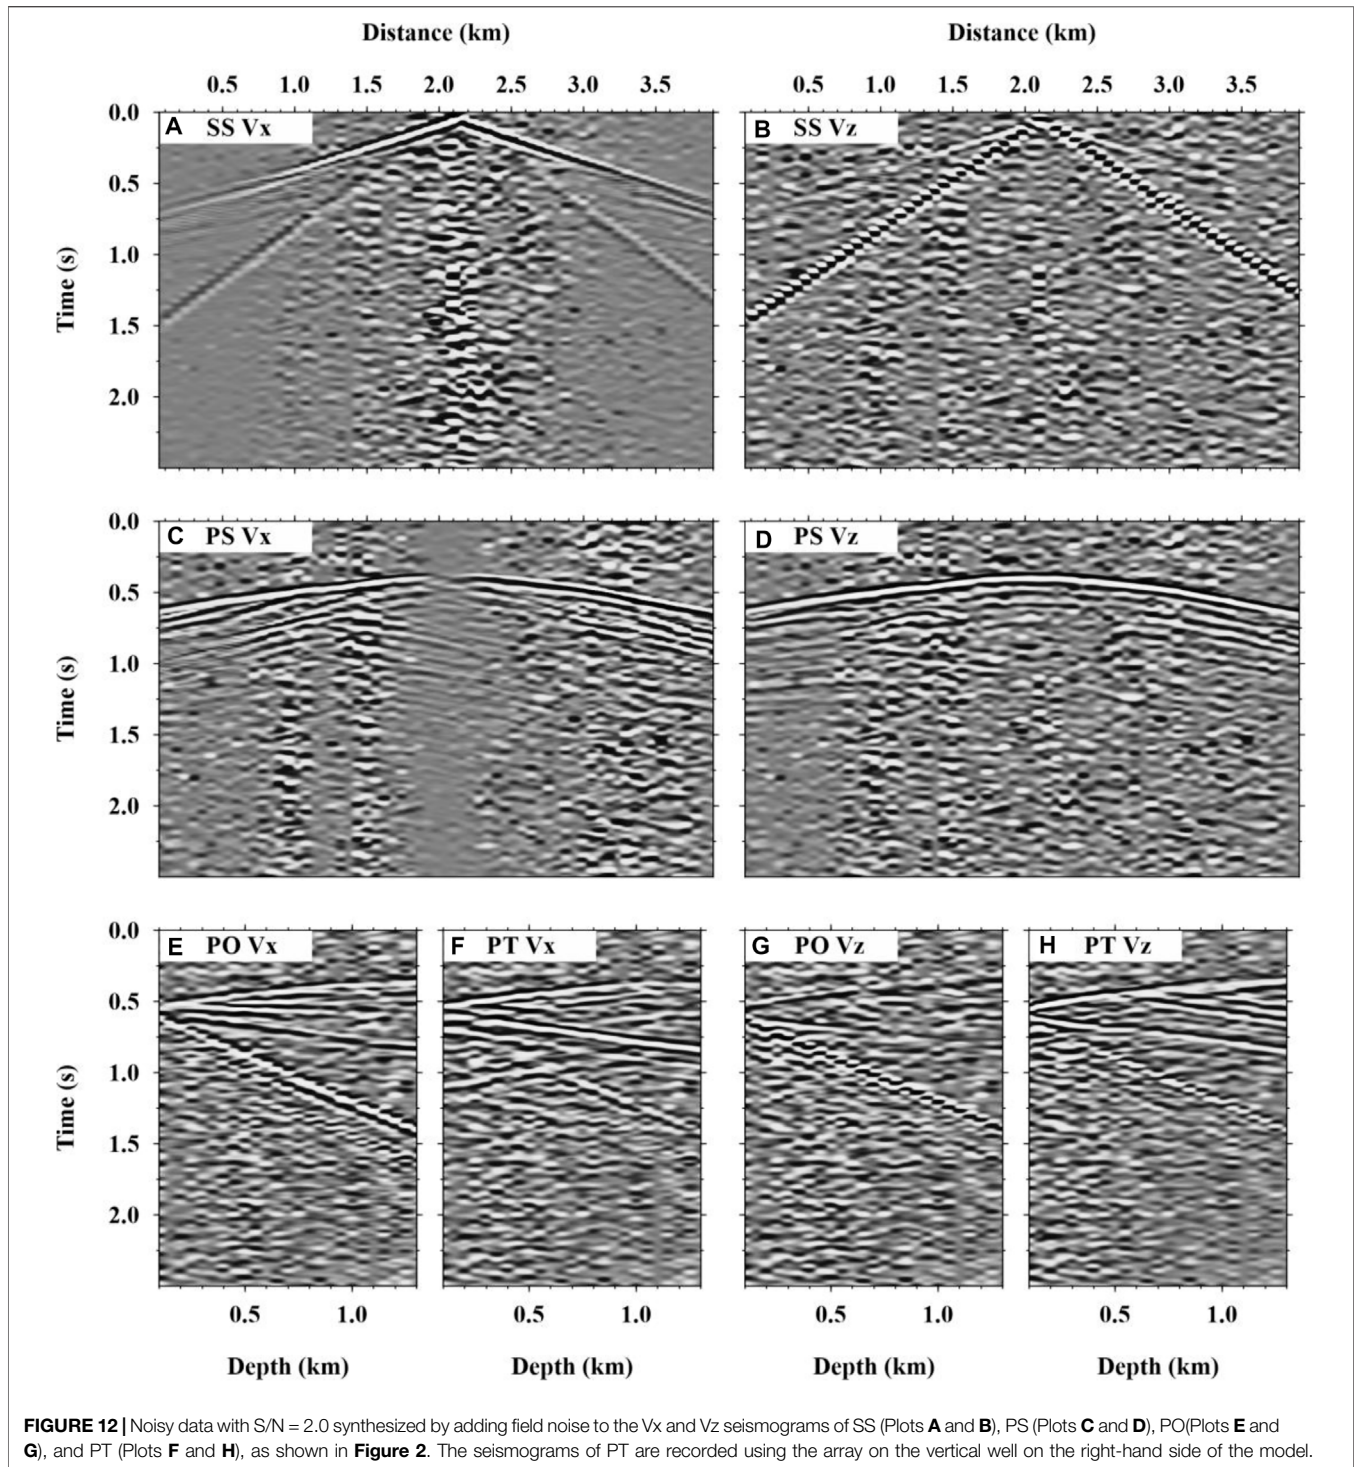 Distance (km) Distance (km)
0.5 1.0 1.5 2.0 2.5 3.0 3.5 0.5 1.0 1.5 2.0 2.5 3.0 3.5
0.0
A SS Vx B SS Vz
0.5
1.0
Time (s)
1.5
2.0
0.0
C PS Vx D PS Vz
0.5
1.0
Time (s)
1.5
2.0
0.0
E PO Vx F PT Vx G PO Vz H PT Vz
0.5
1.0
Time (s)
1.5
2.0
0.5 1.0 0.5 1.0 0.5 1.0 0.5 1.0
Depth (km) Depth (km) Depth (km) Depth (km)
FIGURE 12 | Noisy data with S/N = 2.0 synthesized by adding field noise to the Vx and Vz seismograms of SS (Plots A and B), PS (Plots C and D), PO(Plots E and
G), and PT (Plots F and H), as shown in Figure 2. The seismograms of PT are recorded using the array on the vertical well on the right-hand side of the model.